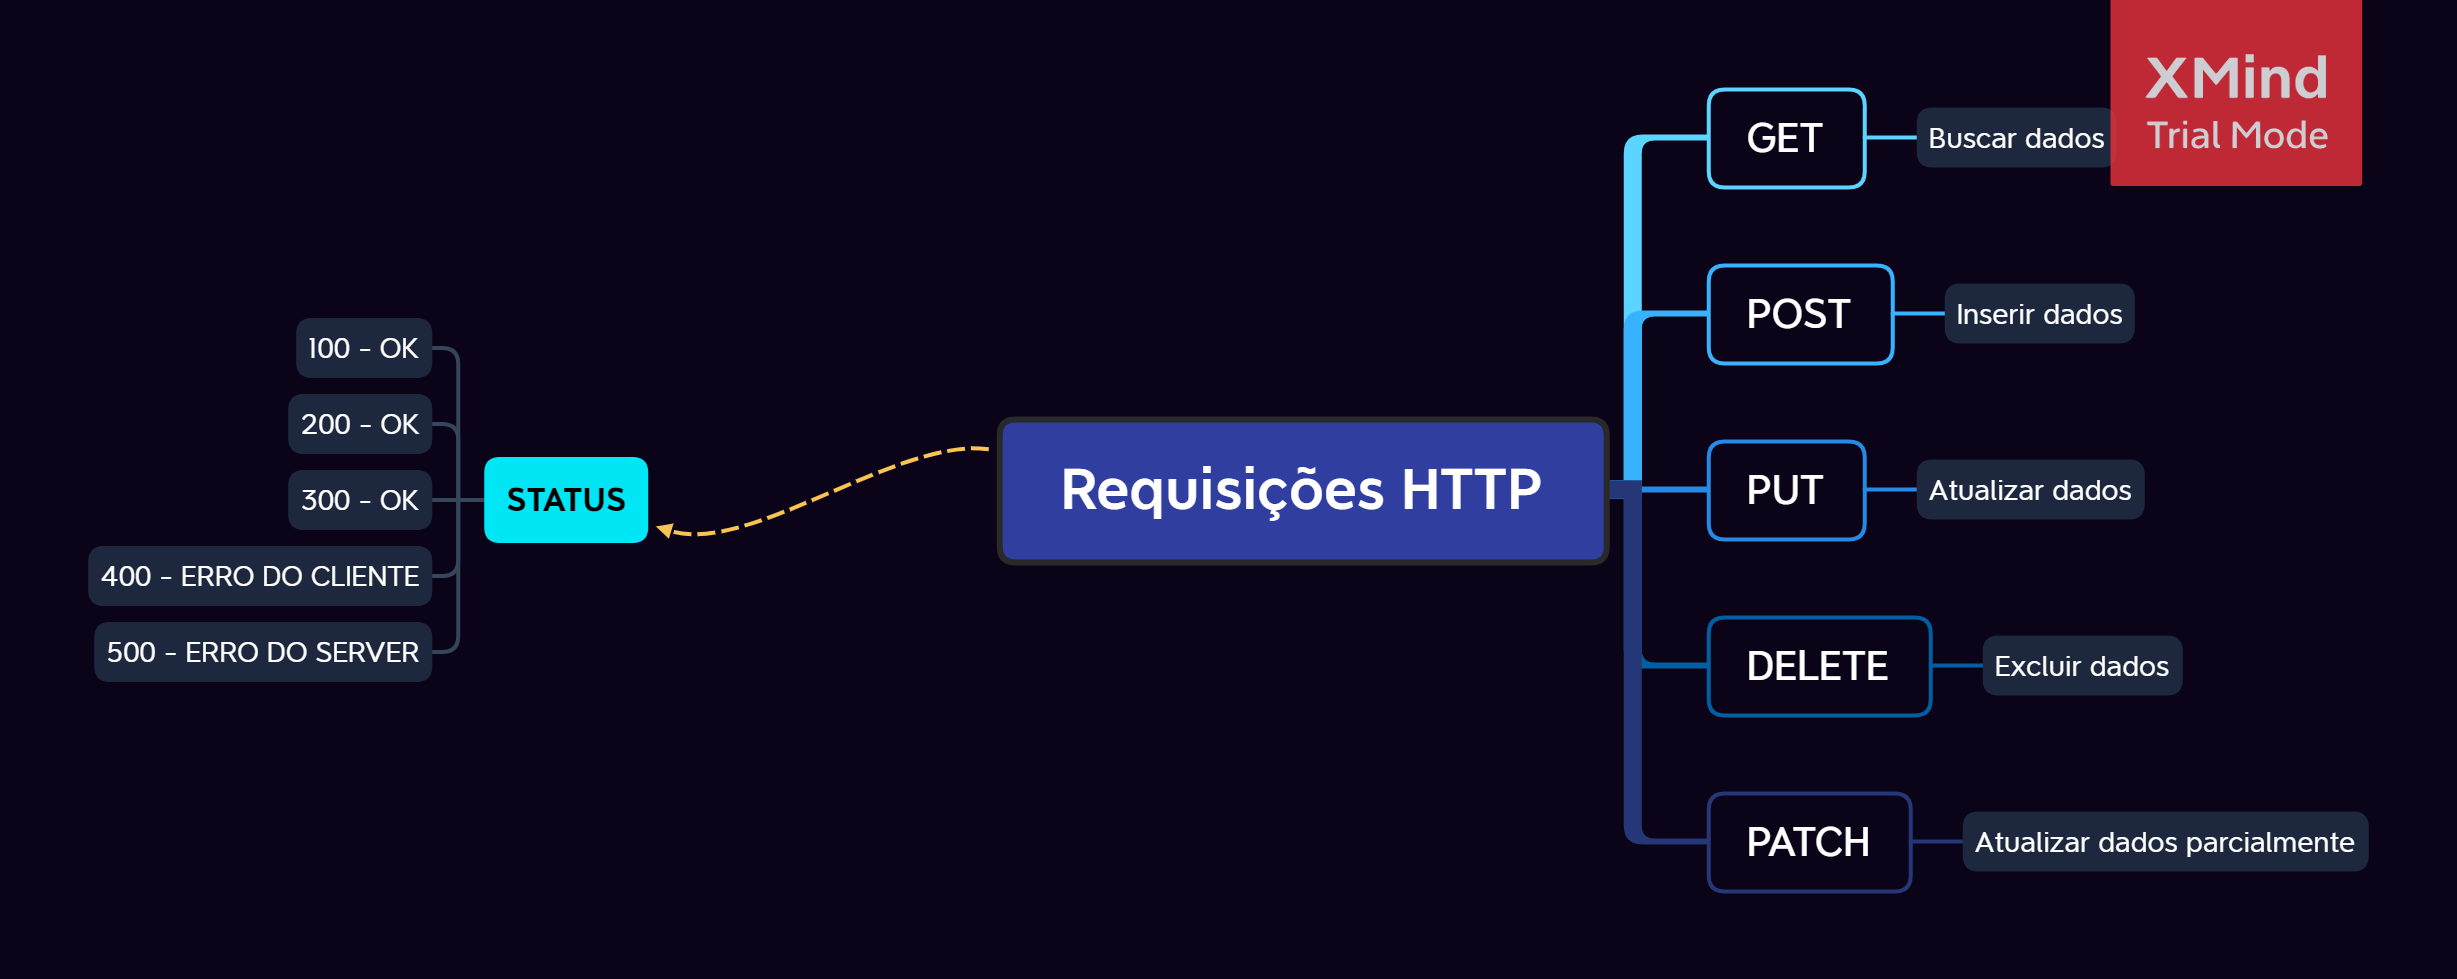 Requisições HTTP
GET
Buscar dados
POST
Inserir dados
PUT
Atualizar dados
DELETE
Excluir dados
PATCH
Atualizar dados parcialmente
STATUS
100 - OK
200 - OK
300 - OK
400 - ERRO DO CLIENTE
500 - ERRO DO SERVER
XMind
Trial Mode